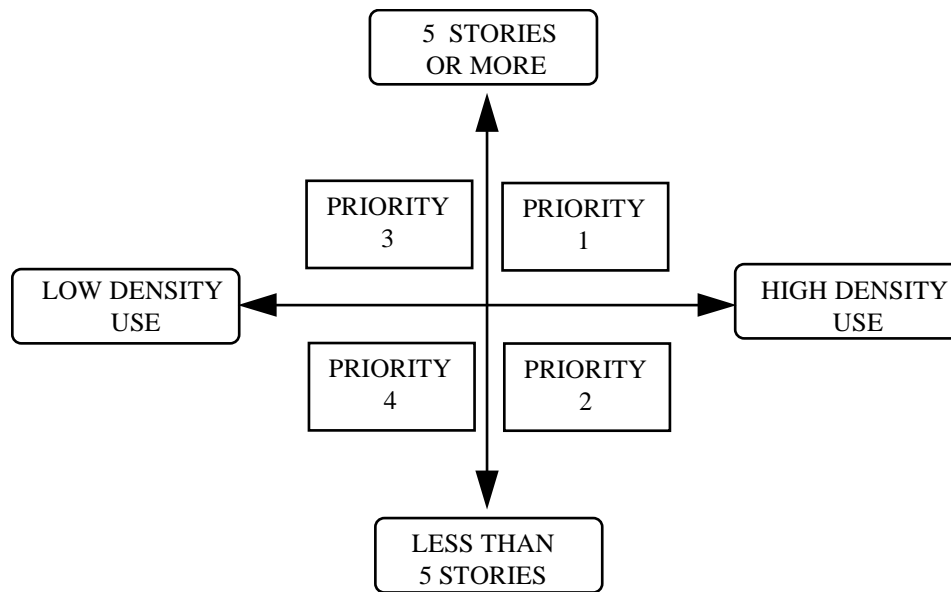 5 STORIES
OR MORE
PRIORITY
3
PRIORITY
1
LOW DENSITY
USE
HIGH DENSITY
USE
PRIORITY
4
PRIORITY
2
LESS THAN
5 STORIES